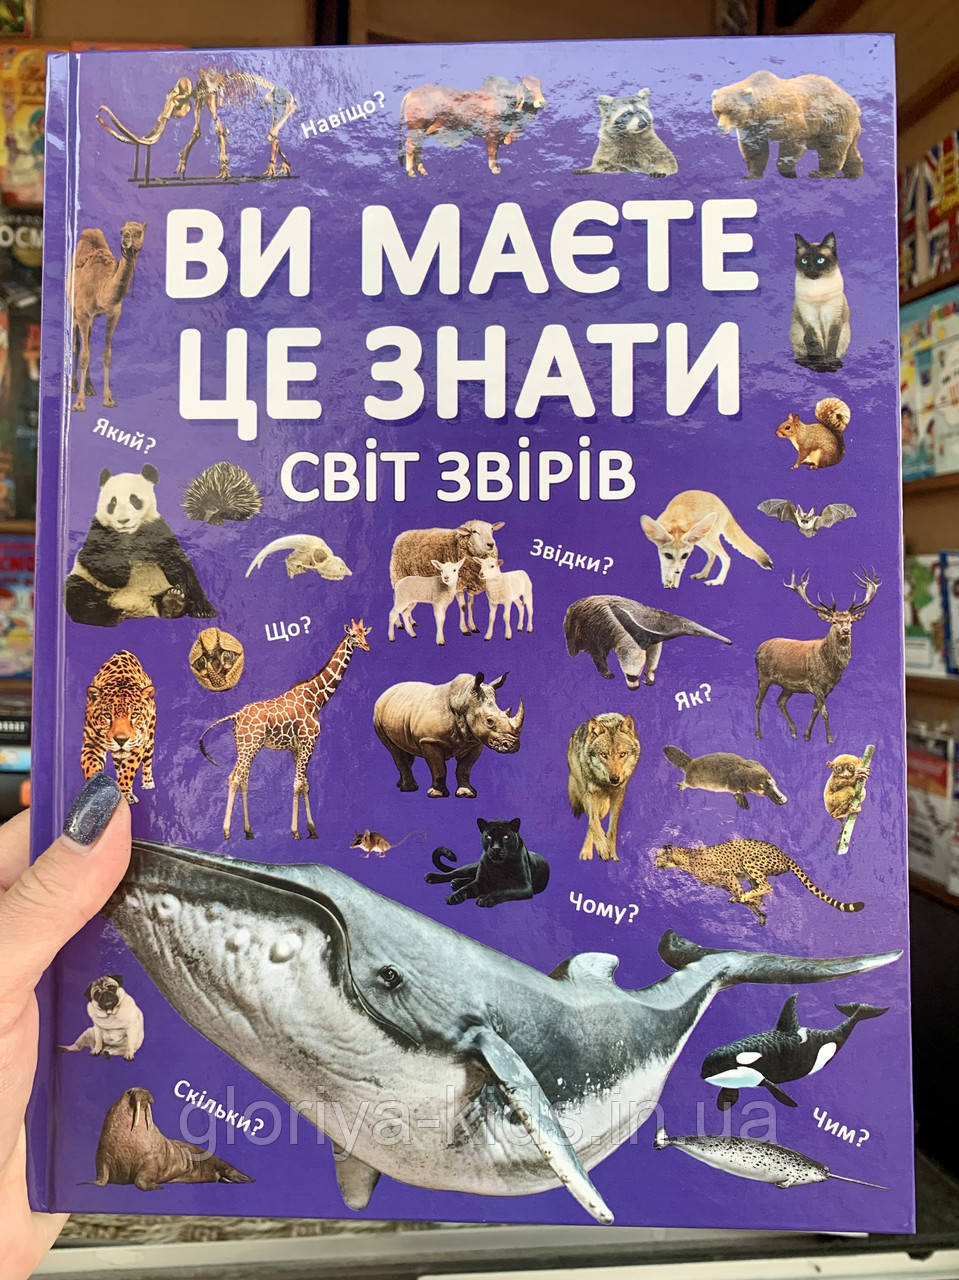 Навіщо?
ВИ МАЄТЕ
ЦЕ ЗНАТИ
СВІТ ЗВІРІВ
Який?
Звідки?
Що?
Як?
Чому?
Скільки?
Чим?
gloriya-kids.in.ua